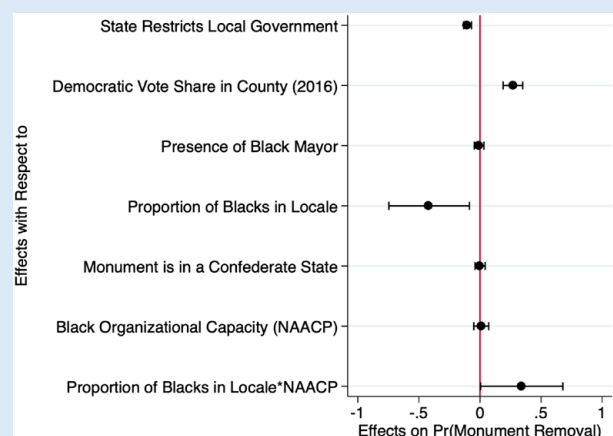 State Restricts Local Government
Democratic Vote Share in County (2016)
Presence of Black Mayor
Proportion of Blacks in Locale
Monument is in a Confederate State
Black Organizational Capacity (NAACP)
Proportion of Blacks in Locale*NAACP
Effects with Respect to
-1 -.5 0 .5 1
Effects on Pr(Monument Removal)